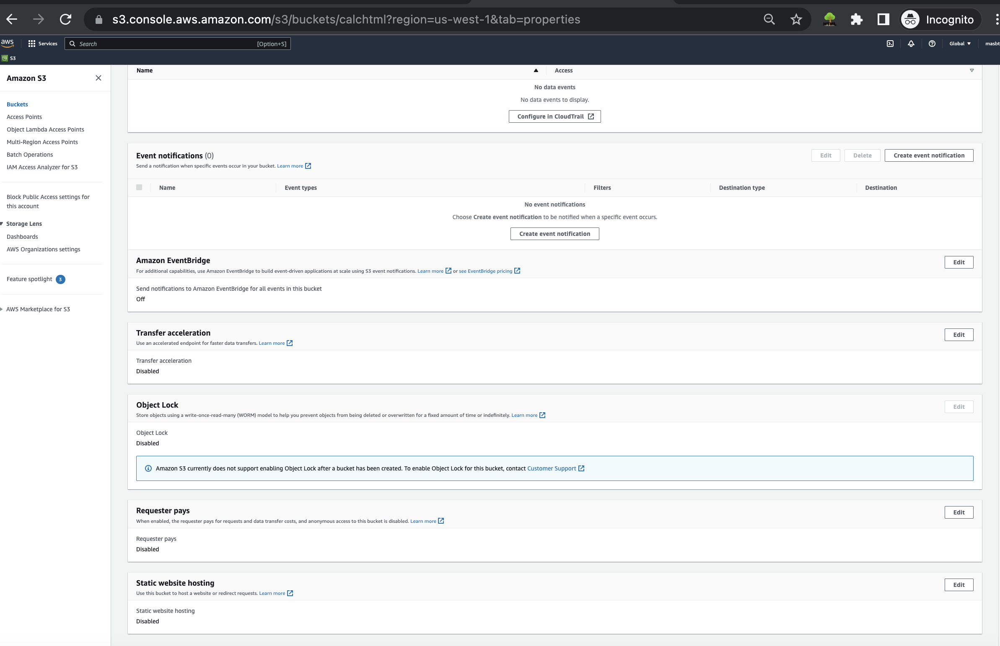 s3.console.aws.amazon.com/s3/buckets/calchtml?region=us-west-1&tab=properties
Incognito
HTML
aws
Services
Search
[Option+S]
Global
masbt
S3
Amazon S3
Buckets
Access Points
Object Lambda Access Points
Multi-Region Access Points
Batch Operations
IAM Access Analyzer for S3
Block Public Access settings for
this account
Storage Lens
Dashboards
AWS Organizations settings
Feature spotlight 3
AWS Marketplace for S3
Name Access
No data events
No data events to display.
Configure in CloudTrail
Event notifications (0)
Edit Delete Create event notification
Send a notification when specific events occur in your bucket. Learn more
Name Event types Filters Destination type Destination
No event notifications
Choose Create event notification to be notified when a specific event occurs.
Create event notification
Amazon EventBridge
Edit
For additional capabilities, use Amazon EventBridge to build event-driven applications at scale using S3 event notifications. Learn more or see EventBridge pricing
Send notifications to Amazon EventBridge for all events in this bucket
Off
Transfer acceleration
Edit
Use an accelerated endpoint for faster data transfers. Learn more
Transfer acceleration
Disabled
Object Lock
Edit
Store objects using a write-once-read-many (WORM) model to help you prevent objects from being deleted or overwritten for a fixed amount of time or indefinitely. Learn more
Object Lock
Disabled
Amazon S3 currently does not support enabling Object Lock after a bucket has been created. To enable Object Lock for this bucket, contact Customer Support
Requester pays
Edit
When enabled, the requester pays for requests and data transfer costs, and anonymous access to this bucket is disabled. Learn more
Requester pays
Disabled
Static website hosting
Edit
Use this bucket to host a website or redirect requests. Learn more
Static website hosting
Disabled